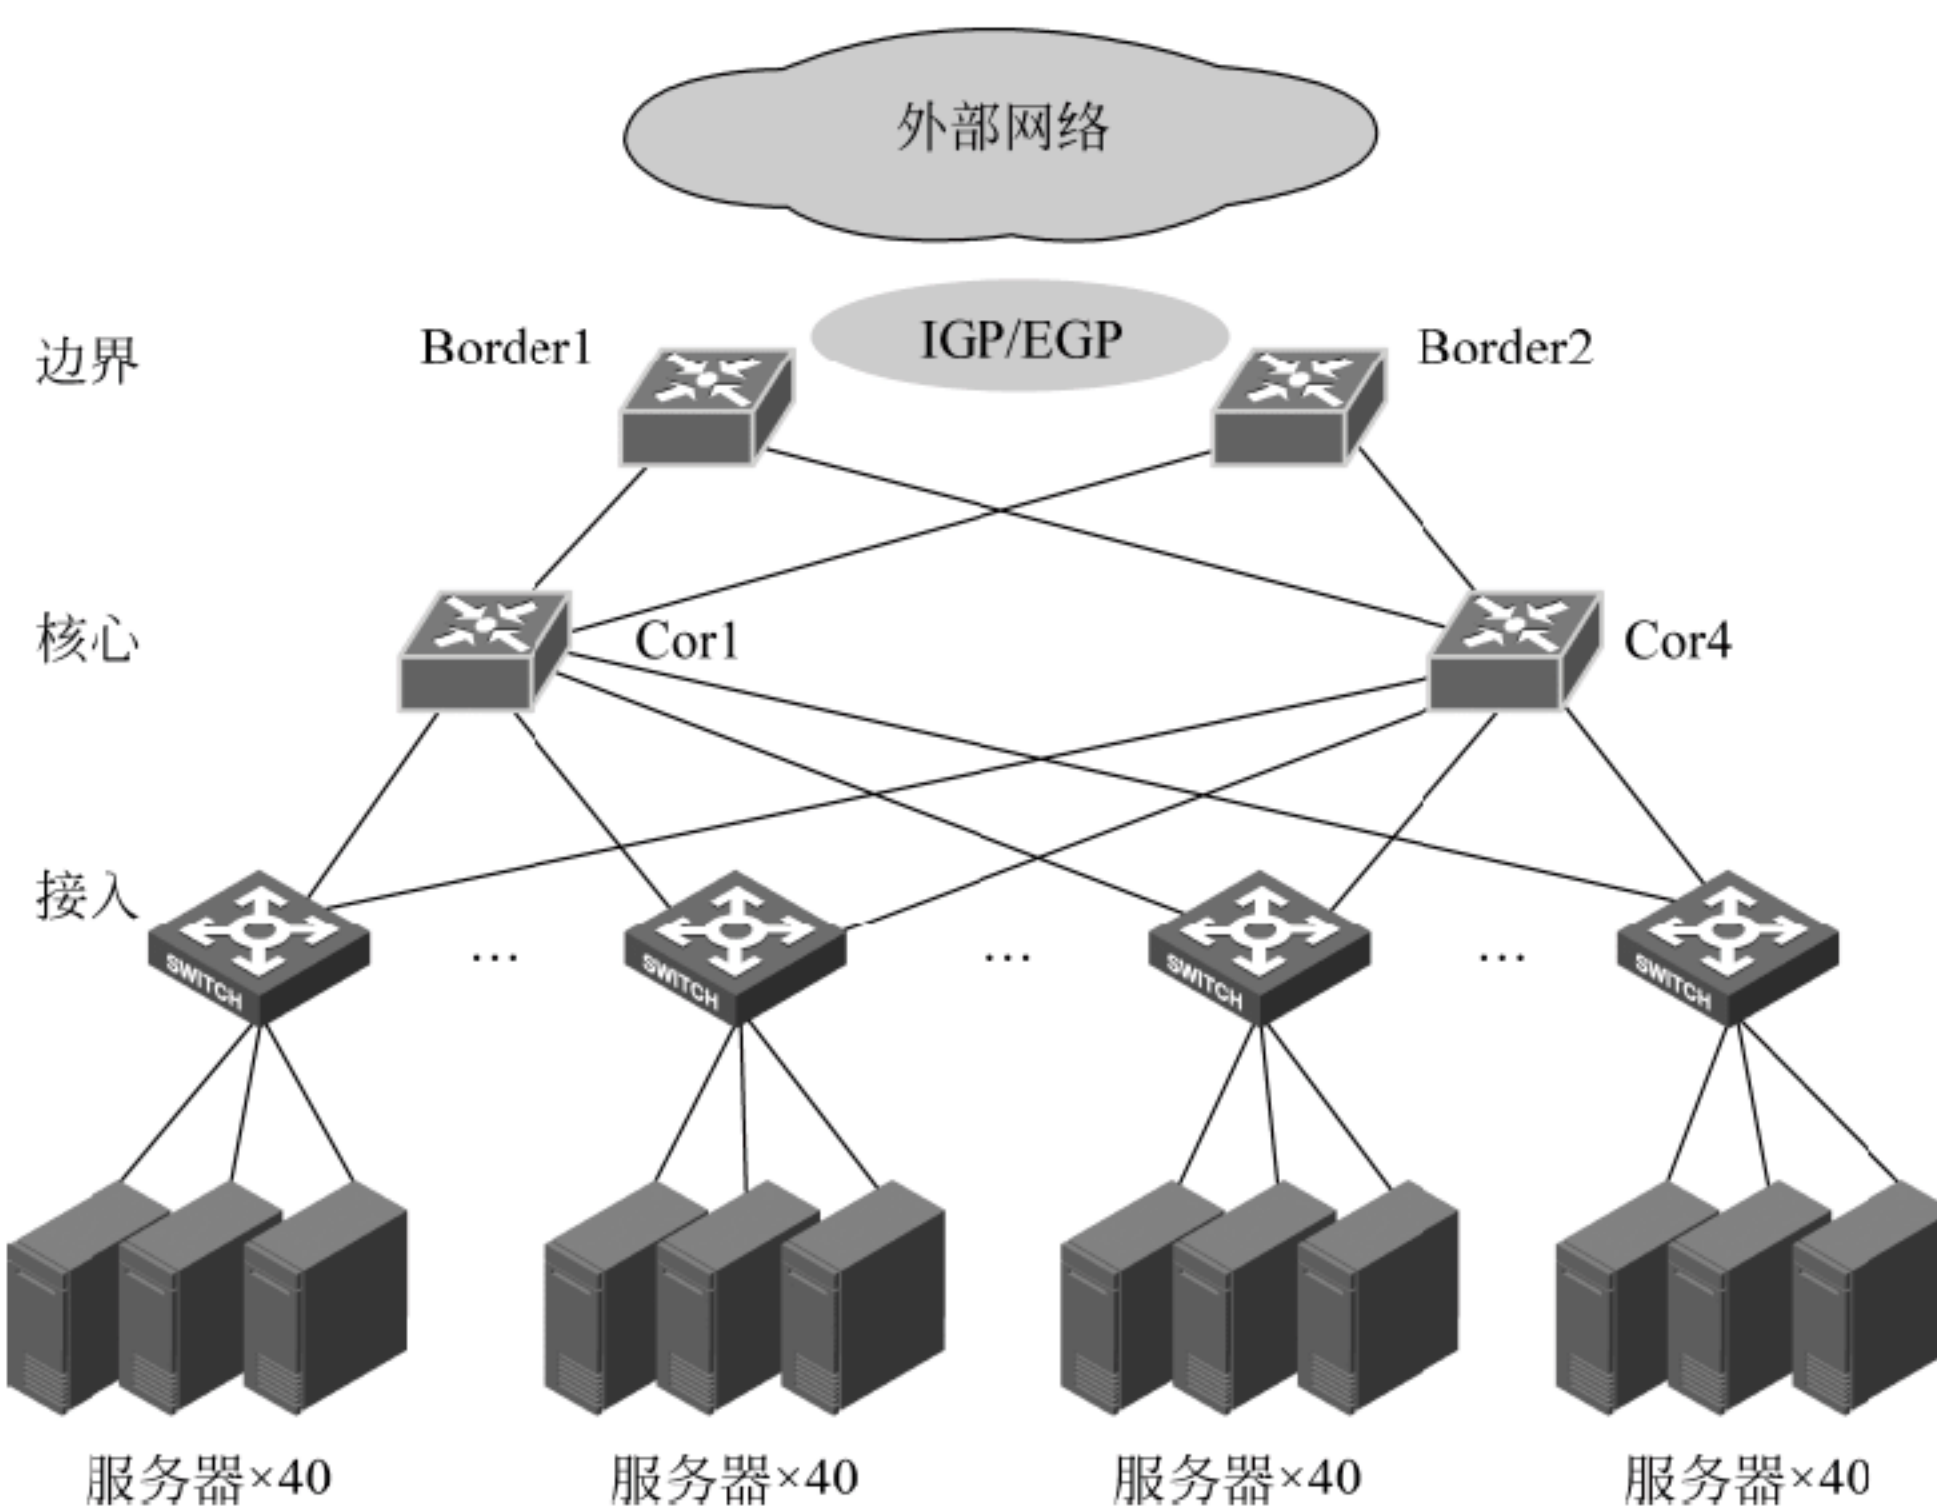 外部网络
IGP/EGP
边界
Border1
Border2
核心
Cor1
Cor4
接入
SWITCH
...
SWITCH
...
SWITCH
...
SWITCH
服务器×40
服务器×40
服务器×40
服务器×40